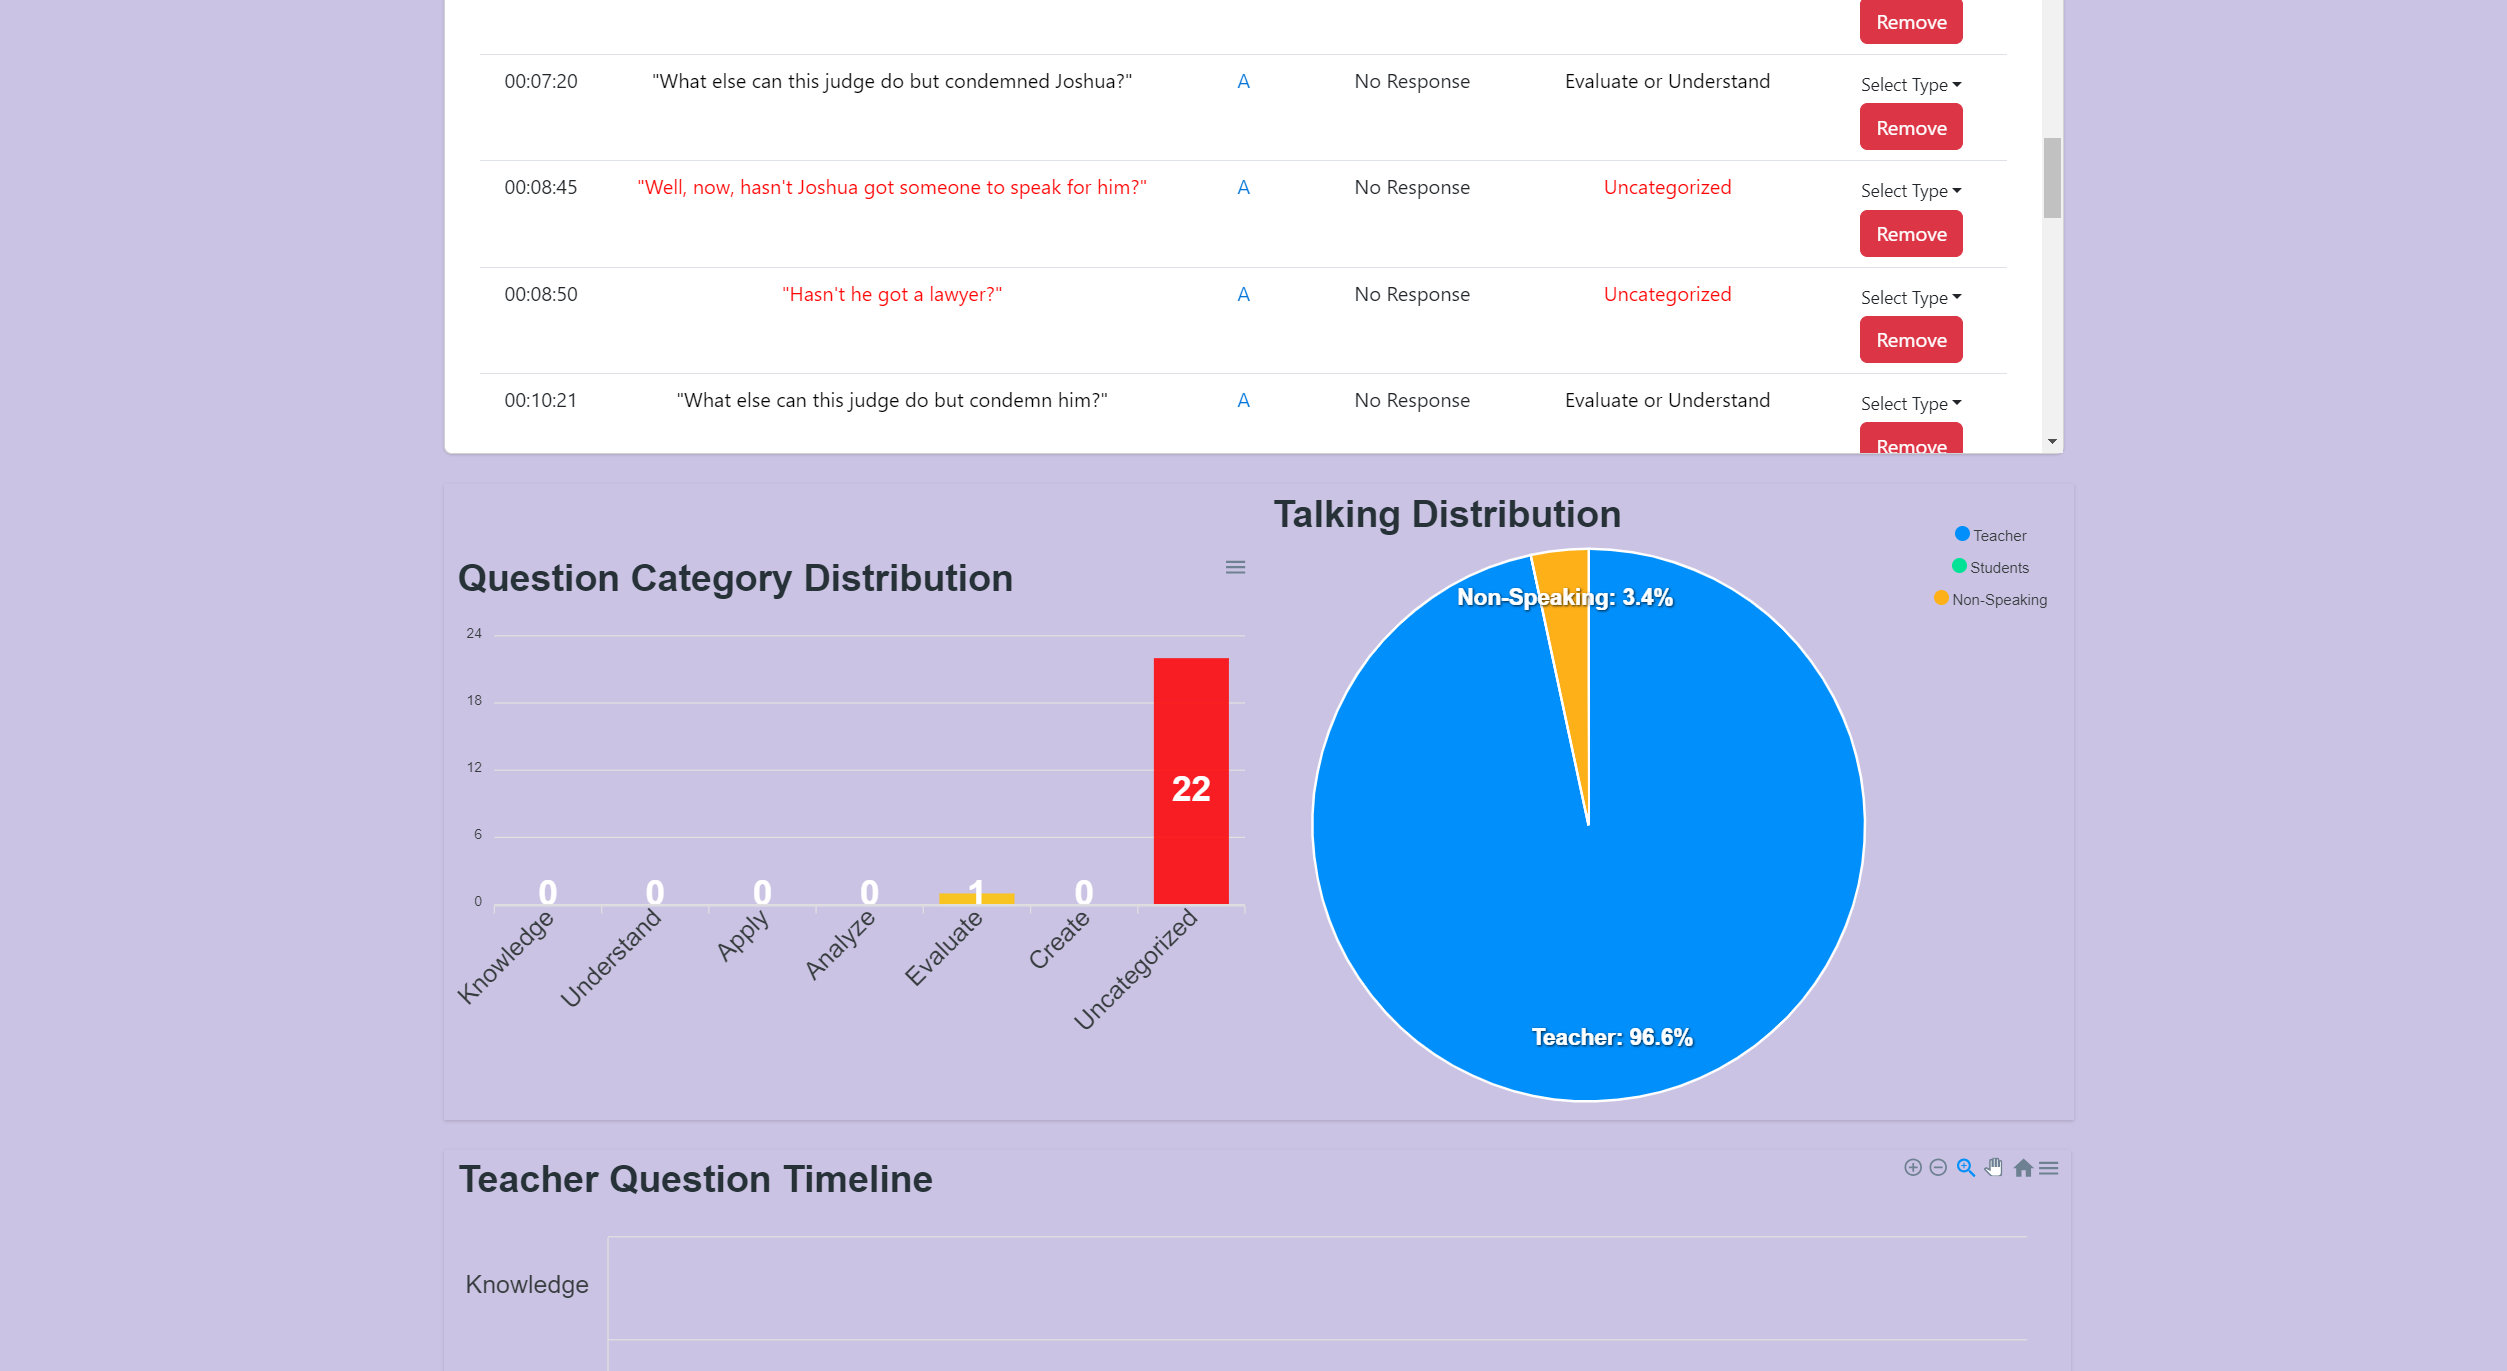 Remove
00:07:20 "What else can this judge do but condemned Joshua?" A No Response Evaluate or Understand Select Type
Remove
00:08:45 "Well, now, hasn't Joshua got someone to speak for him?" A No Response Uncategorized Select Type
Remove
00:08:50 "Hasn't he got a lawyer?" A No Response Uncategorized Select Type
Remove
00:10:21 "What else can this judge do but condemn him?" A No Response Evaluate or Understand Select Type
Remove
Question Category Distribution
24
18
12
6
0
0 0 0 0 1 0 22
Knowledge Understand Apply Analyze Evaluate Create Uncategorized
Talking Distribution
Teacher
Students
Non-Speaking
Non-Speaking: 3.4%
Teacher: 96.6%
Teacher Question Timeline
Knowledge